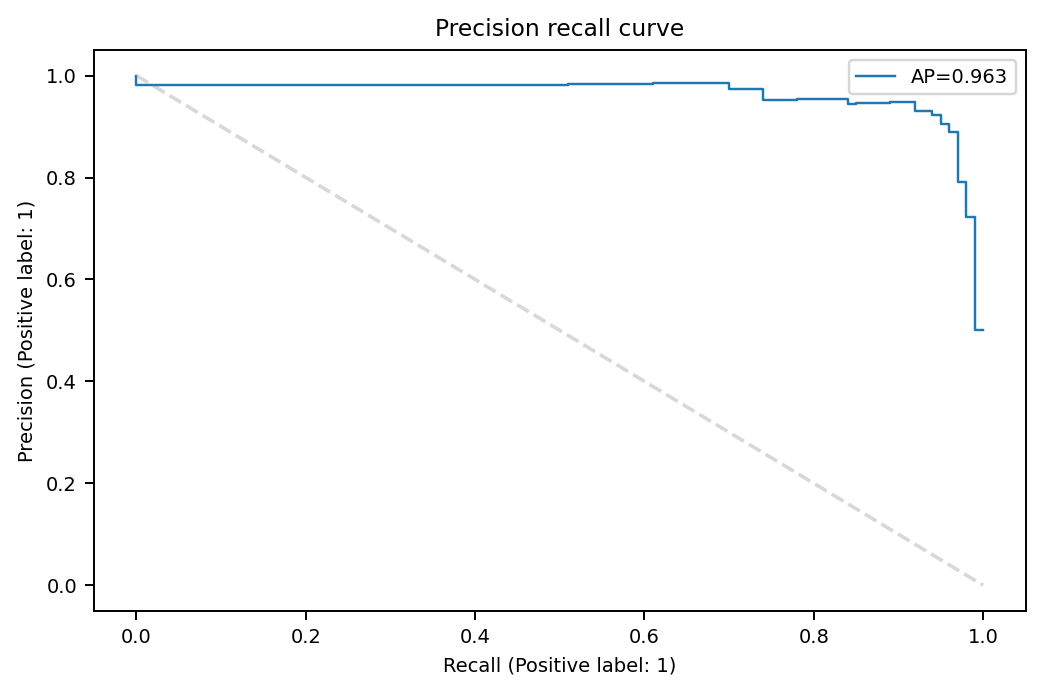 Precision recall curve
AP=0.963
1.0
0.8
0.6
0.4
0.2
0.0
Precision (Positive label: 1)
0.0 0.2 0.4 0.6 0.8 1.0
Recall (Positive label: 1)